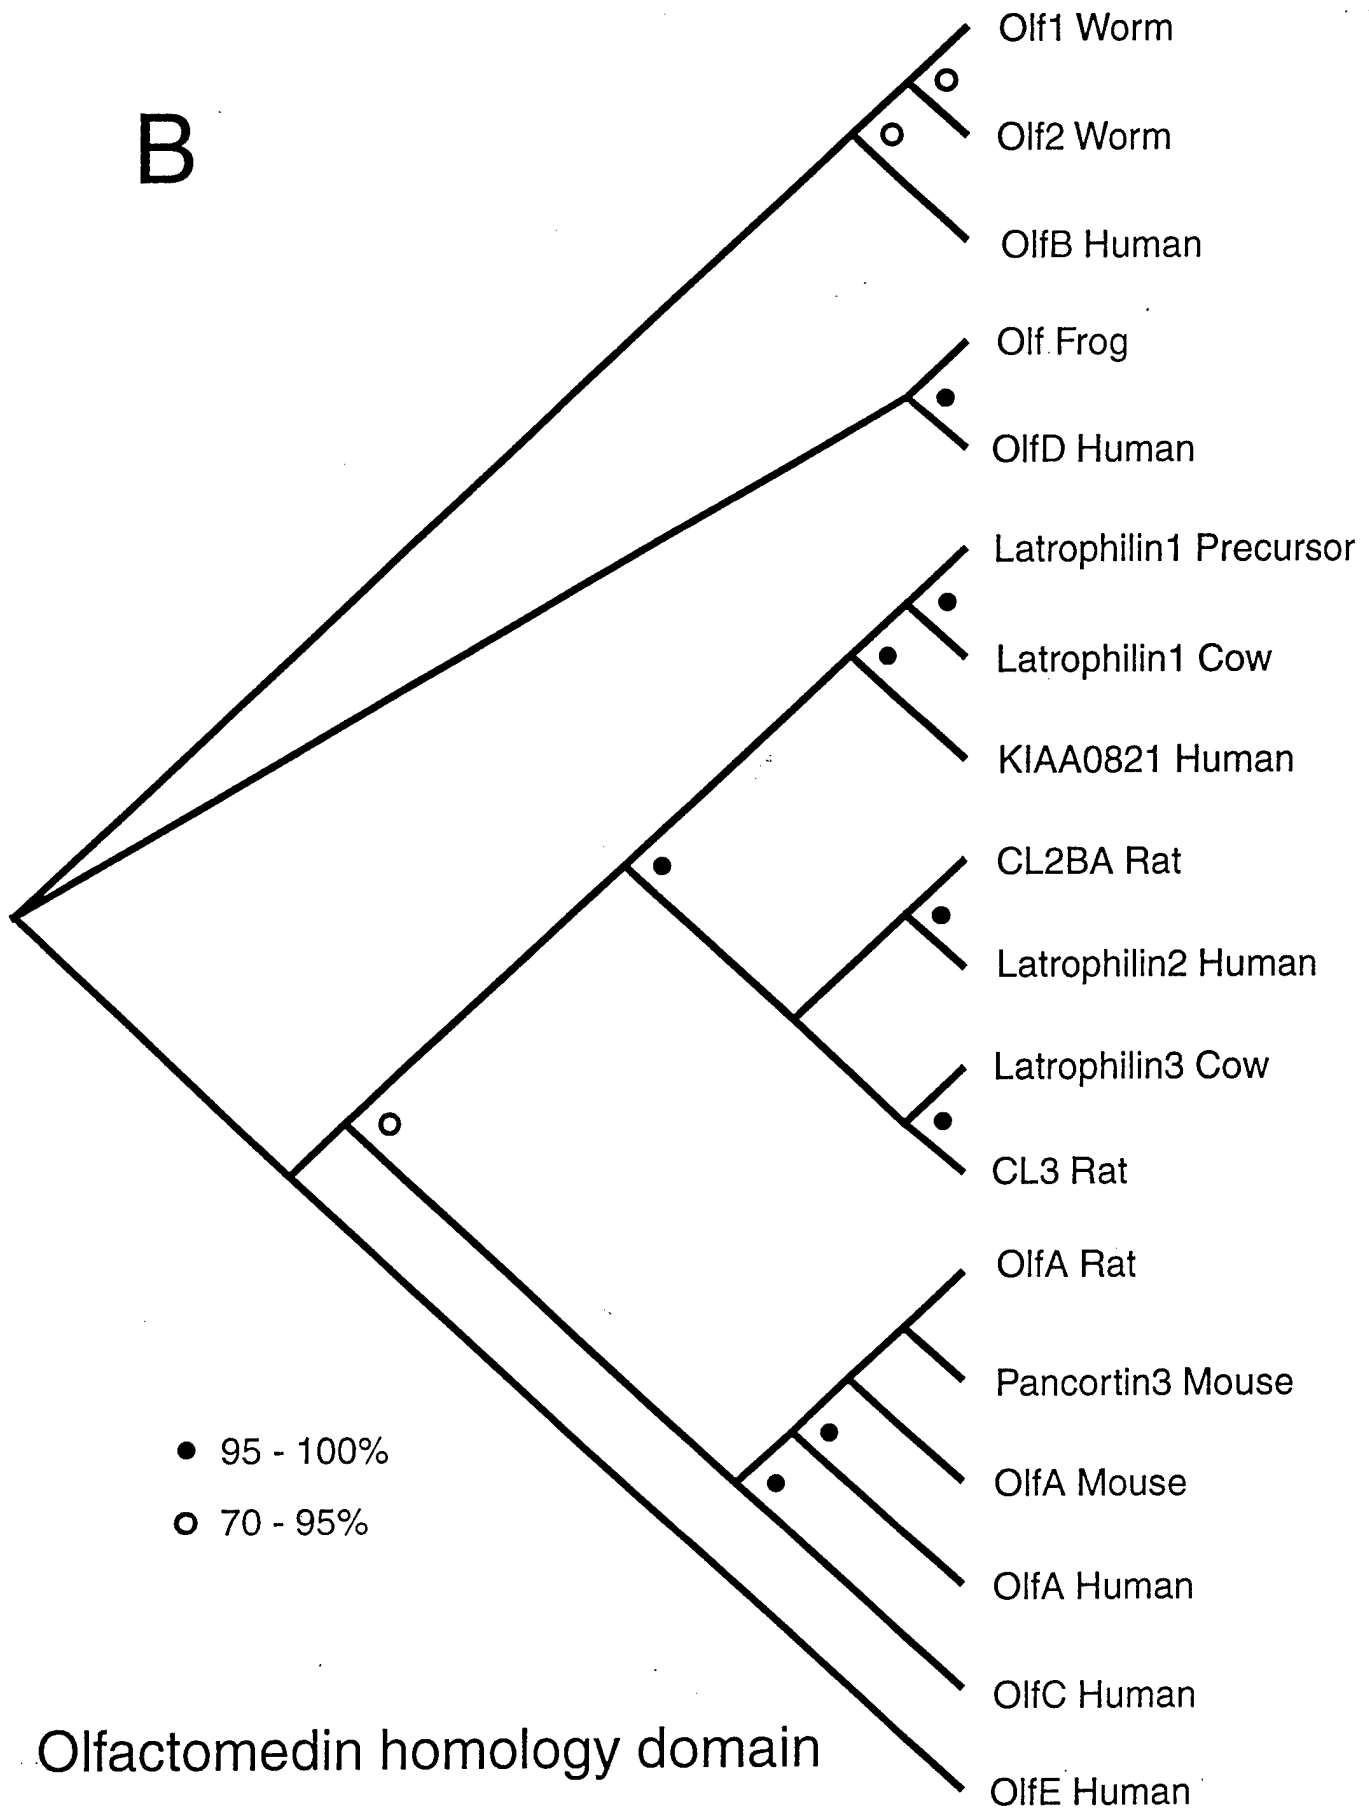 B
Olf1 Worm
Olf2 Worm
OlfB Human
Olf Frog
OlfD Human
Latrophilin1 Precursor
Latrophilin1 Cow
KIAA0821 Human
CL2BA Rat
Latrophilin2 Human
Latrophilin3 Cow
CL3 Rat
OlfA Rat
Pancortin3 Mouse
OlfA Mouse
OlfA Human
OlfC Human
OlfE Human
95 - 100%
70 - 95%
Olfactomedin homology domain